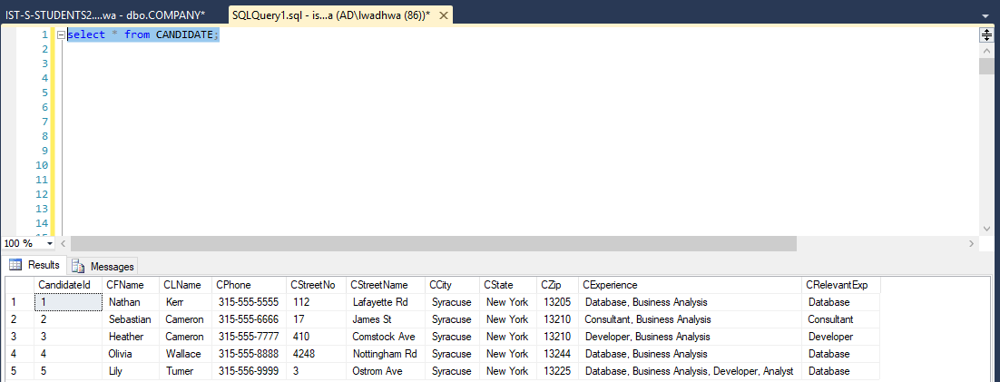 IST-S-STUDENTS2....wa - dbo.COMPANY* SQLQuery1.sql - is...a (AD\lwadhwa (86))*
1 select * from CANDIDATE;
2
3
4
5
6
7
8
9
10
11
12
13
14
100 %
Results Messages
CandidateId CFName CLName CPhone CStreetNo CStreetName CCity CState CZip CExperience CRelevantExp
1 1 Nathan Kerr 315-555-5555 112 Lafayette Rd Syracuse New York 13205 Database, Business Analysis Database
2 2 Sebastian Cameron 315-555-6666 17 James St Syracuse New York 13210 Consultant, Business Analysis Consultant
3 3 Heather Cameron 315-555-7777 410 Comstock Ave Syracuse New York 13210 Developer, Business Analysis Developer
4 4 Olivia Wallace 315-555-8888 4248 Nottingham Rd Syracuse New York 13244 Database, Business Analysis Database
5 5 Lily Turner 315-556-9999 3 Ostrom Ave Syracuse New York 13225 Database, Business Analysis, Developer, Analyst Database